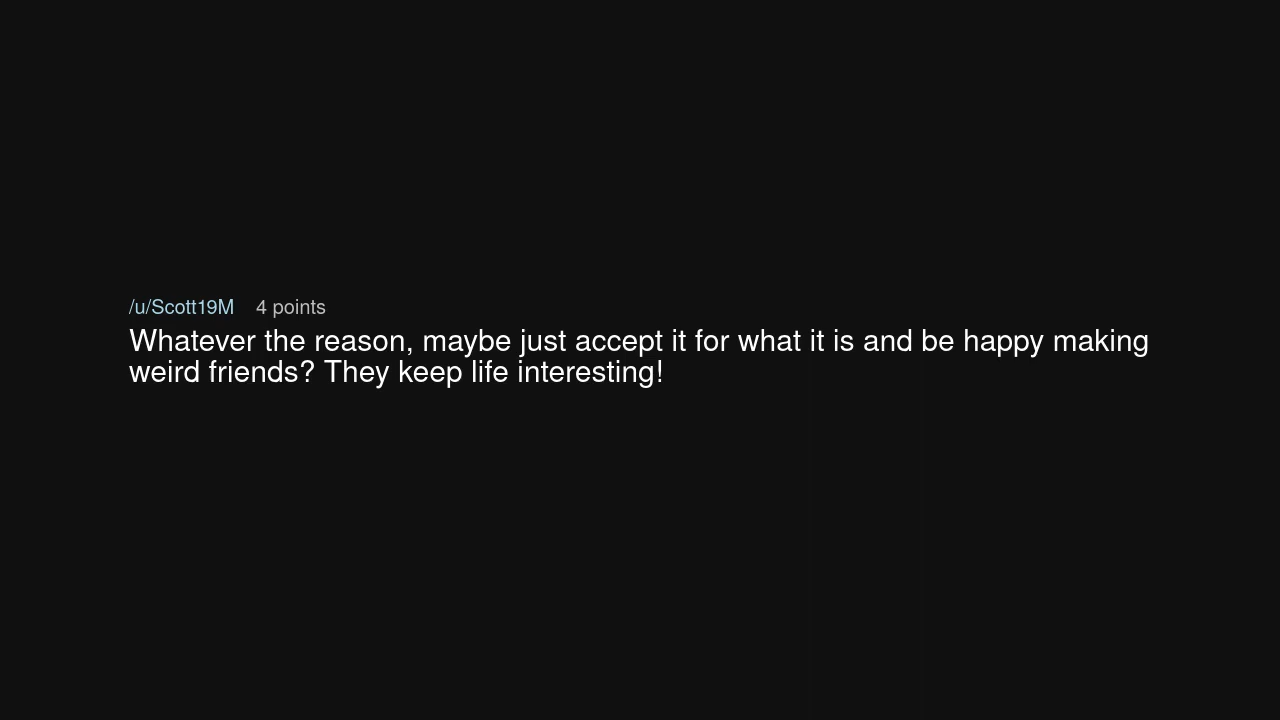 /u/Scott19M 4 points
Whatever the reason, maybe just accept it for what it is and be happy making
weird friends? They keep life interesting!